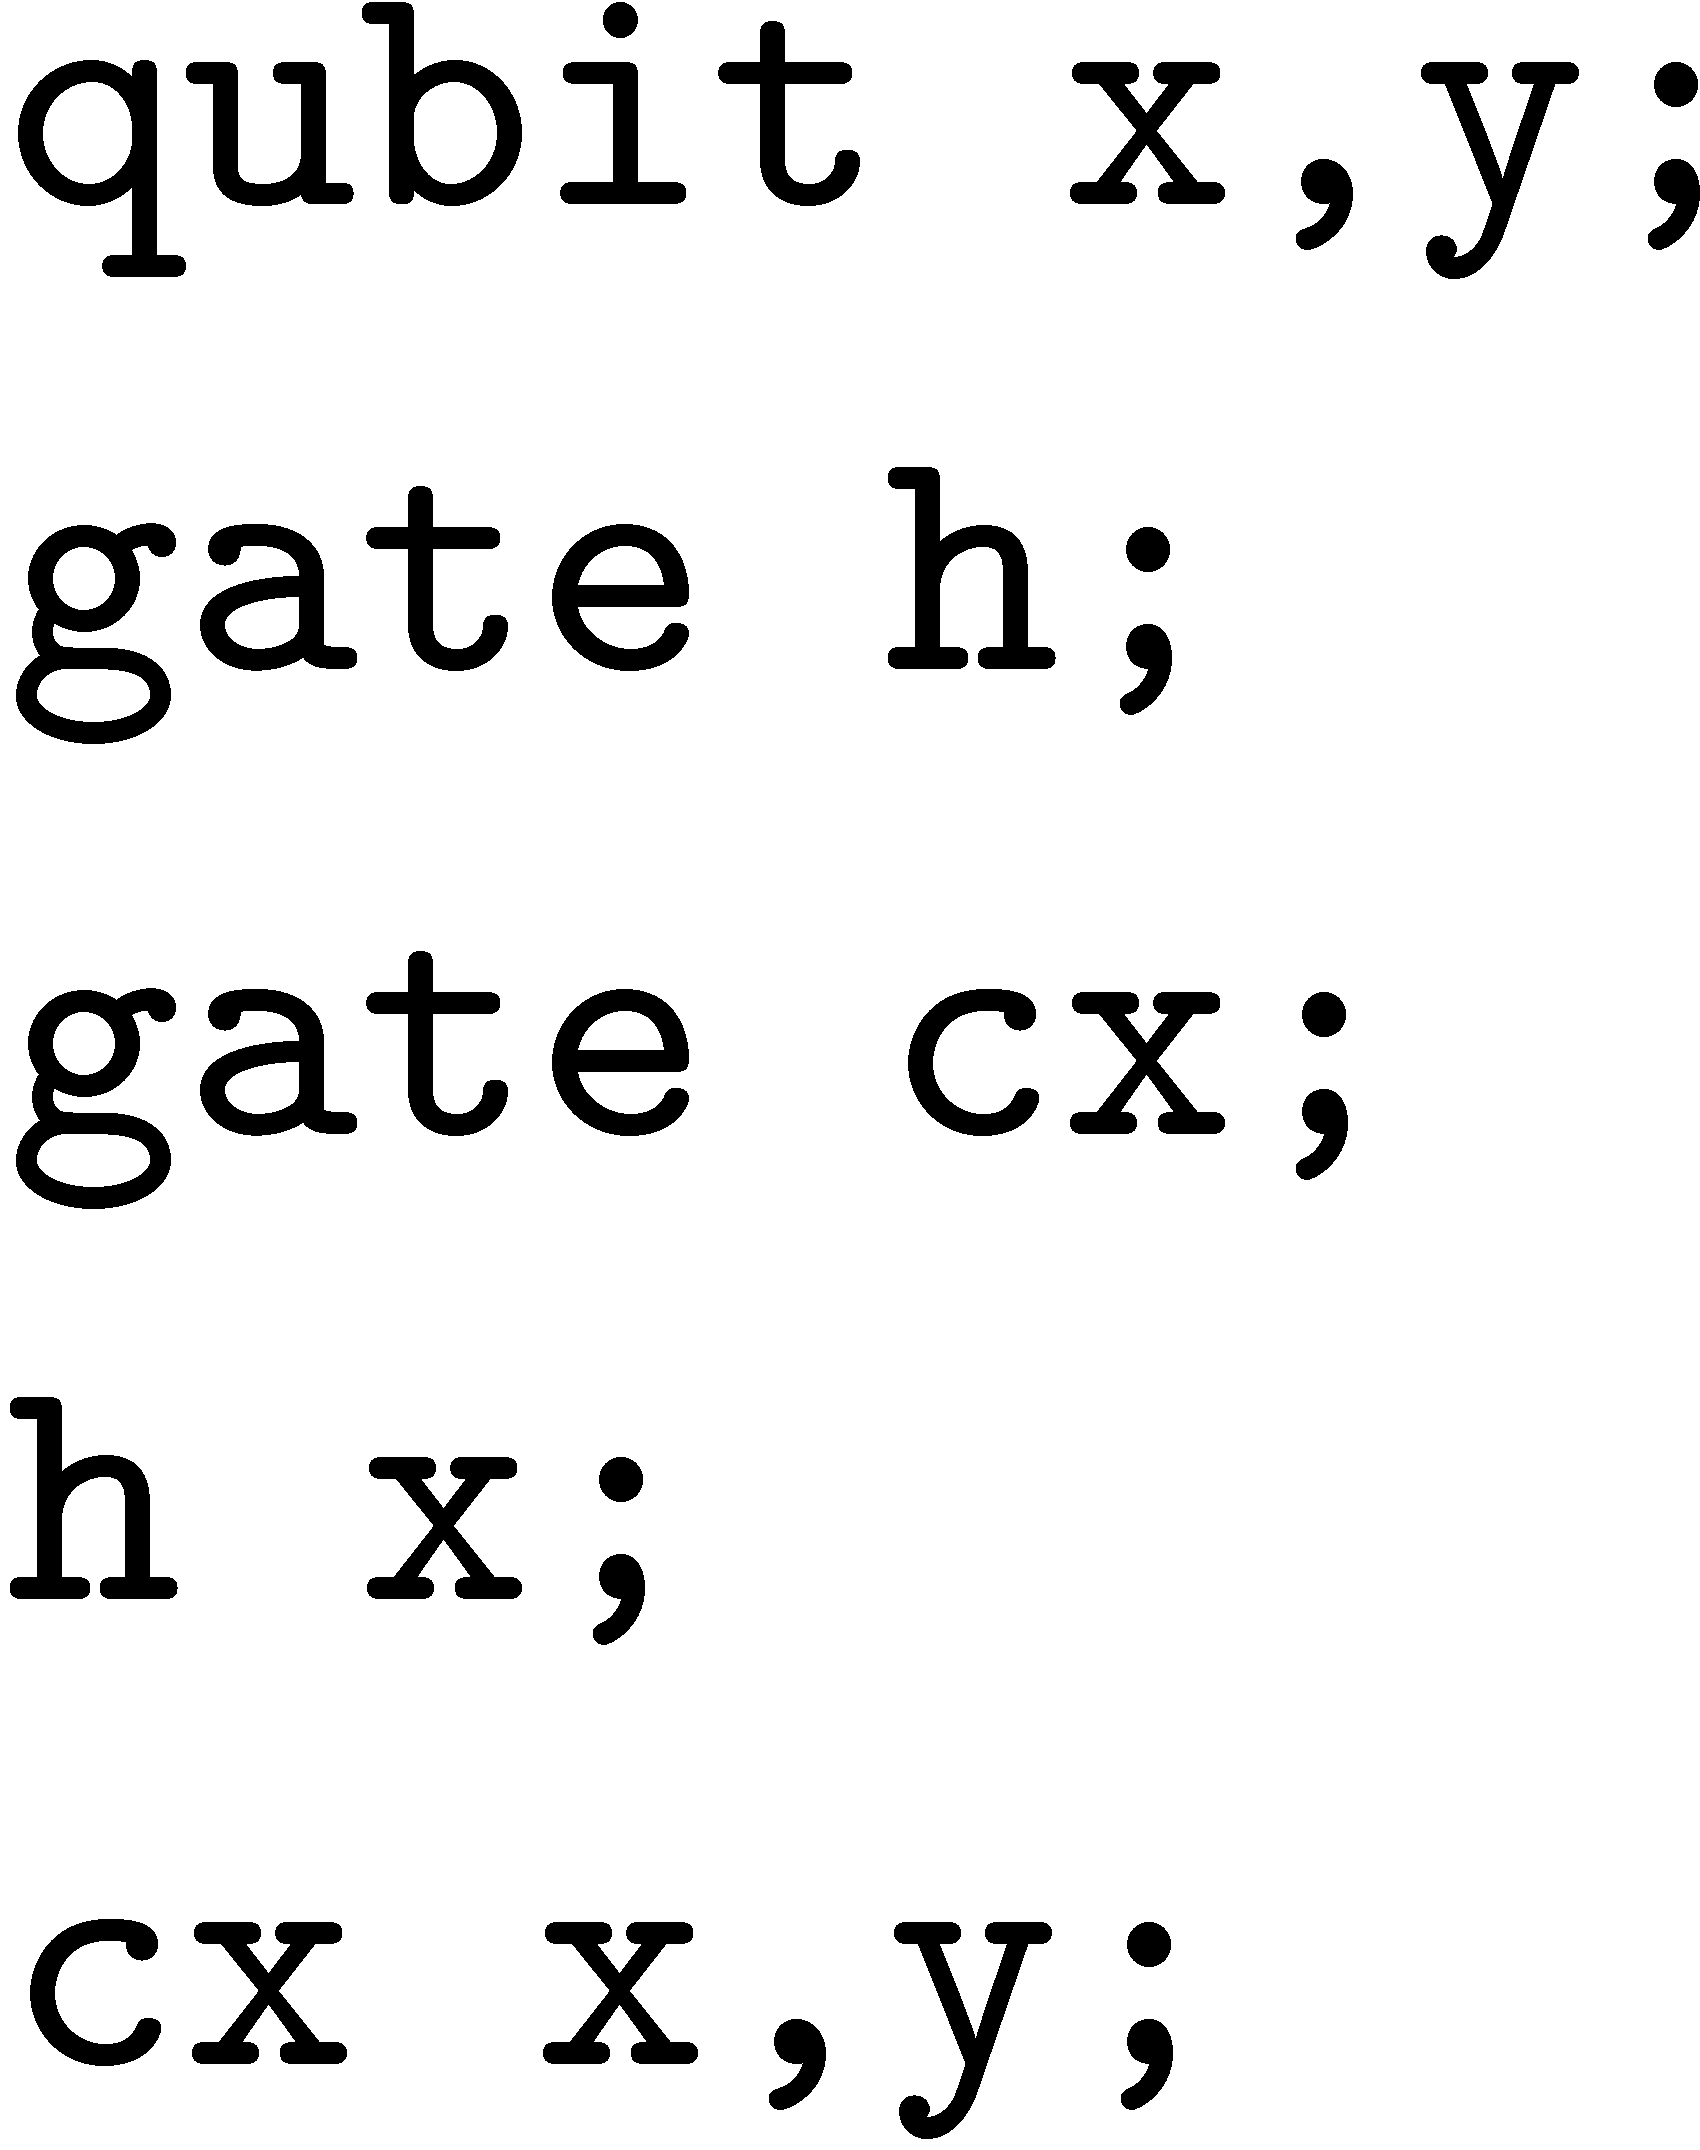 qubit x,y;
gate h;
gate cx;
h x;
cx x,y;